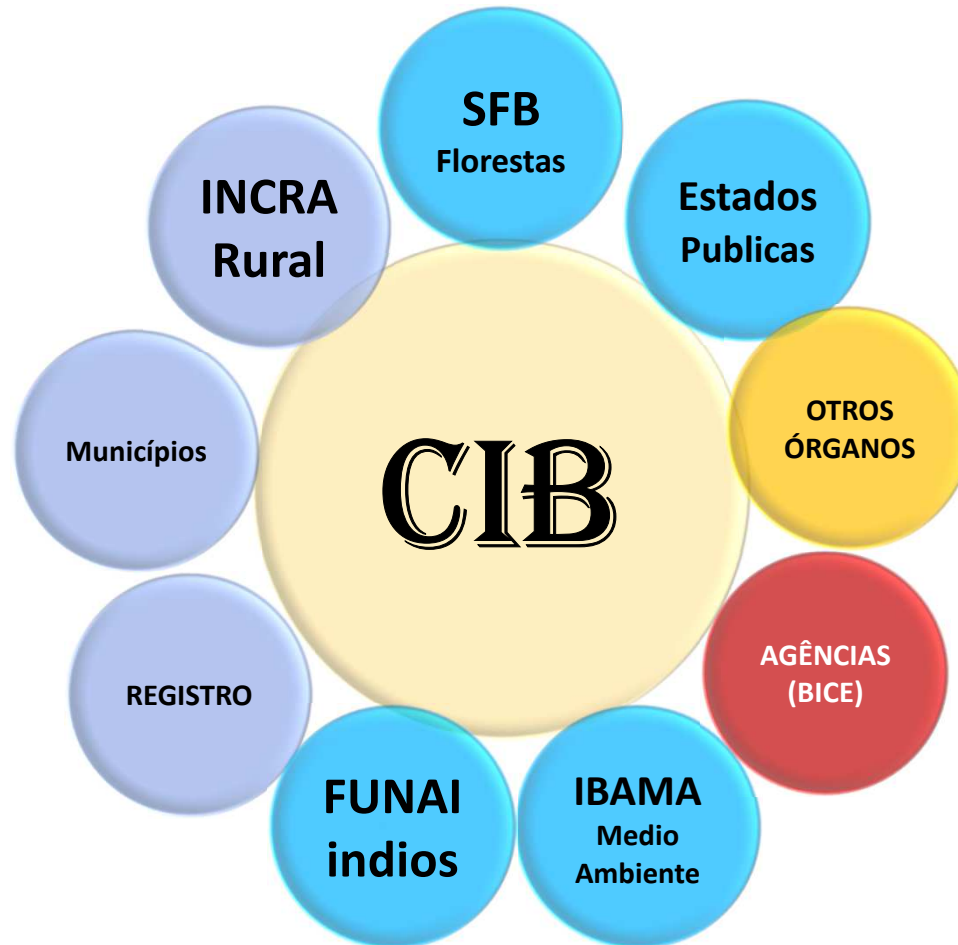 SFB
Florestas
Estados
Publicas
OTROS
ÓRGANOS
AGÊNCIAS
(BICE)
IBAMA
Medio
Ambiente
FUNAI
indios
REGISTRO
Municípios
INCRA
Rural
CIB